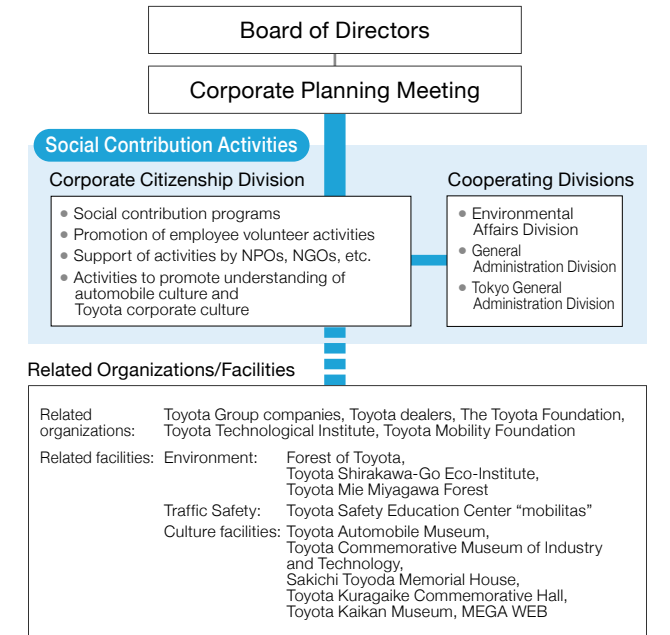 Board of Directors
Corporate Planning Meeting
Social Contribution Activities
Corporate Citizenship Division
• Social contribution programs
• Promotion of employee volunteer activities
• Support of activities by NPOs, NGOs, etc.
• Activities to promote understanding of
automobile culture and
Toyota corporate culture
Cooperating Divisions
• Environmental
Affairs Division
• General
Administration Division
• Tokyo General
Administration Division
Related Organizations/Facilities
Related organizations: Toyota Group companies, Toyota dealers, The Toyota Foundation,
Toyota Technological Institute, Toyota Mobility Foundation
Related facilities: Environment: Forest of Toyota,
Toyota Shirakawa-Go Eco-Institute,
Toyota Mie Miyagawa Forest
Traffic Safety: Toyota Safety Education Center “mobilitas”
Culture facilities: Toyota Automobile Museum,
Toyota Commemorative Museum of Industry
and Technology,
Sakichi Toyoda Memorial House,
Toyota Kuragaike Commemorative Hall,
Toyota Kaikan Museum, MEGA WEB